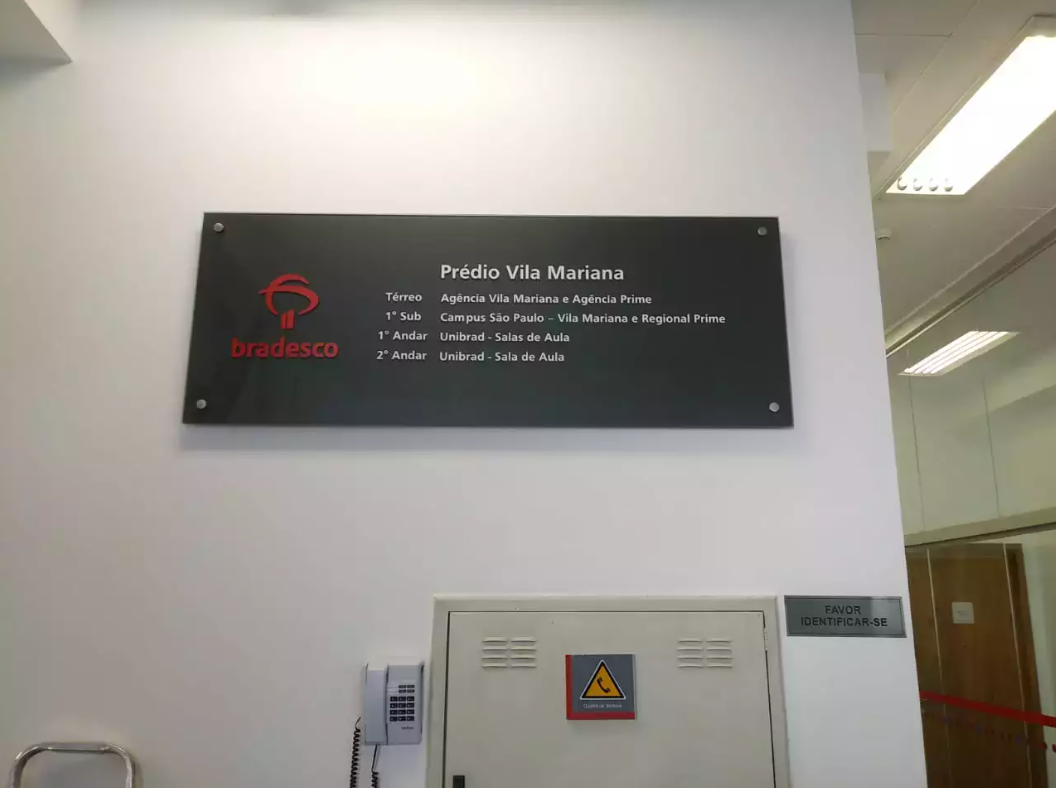 Prédio Vila Mariana
Térreo Agência Vila Mariana e Agência Prime
1° Sub Campus São Paulo – Vila Mariana e Regional Prime
1° Andar Unibrad - Salas de Aula
2° Andar Unibrad - Sala de Aula
bradesco
FAVOR
IDENTIFICAR-SE